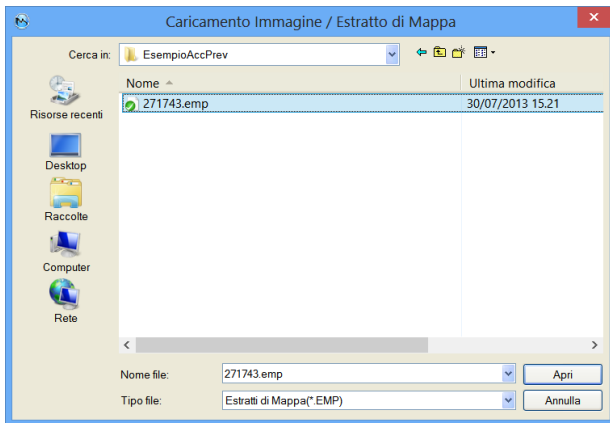 Caricamento Immagine / Estratto di Mappa
Cerca in: EsempioAccPrev
Nome Ultima modifica
271743.emp 30/07/2013 15.21
Risorse recenti
Desktop
Raccolte
Computer
Rete
Nome file: 271743.emp Apri
Tipo file: Estratti di Mappa(*.EMP) Annulla